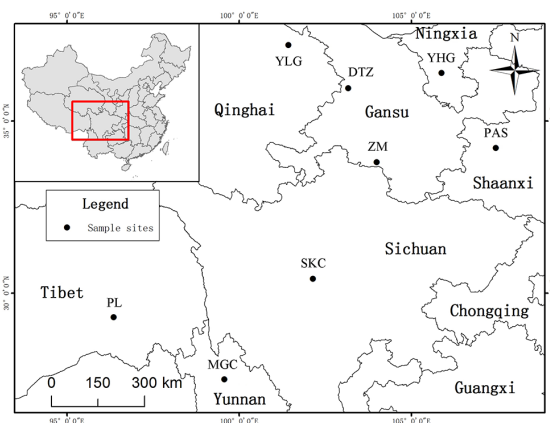 95° 0′0″E
100° 0′0″E
105° 0′0″E
Ningxia
N
YLG
YHG
DTZ
Qinghai
Gansu
35° 0′0″N
PAS
ZM
Shaanxi
Legend
Sample sites
Sichuan
SKC
Tibet
30° 0′0″N
PL
Chongqing
MGC
0 150 300 km
Guangxi
Yunnan
95° 0′0″E
100° 0′0″E
105° 0′0″E